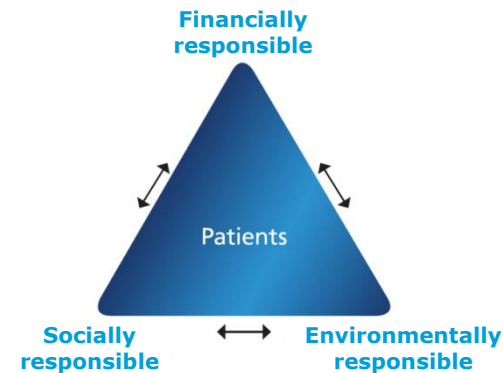 Financially
responsible
Patients
Socially
responsible
Environmentally
responsible